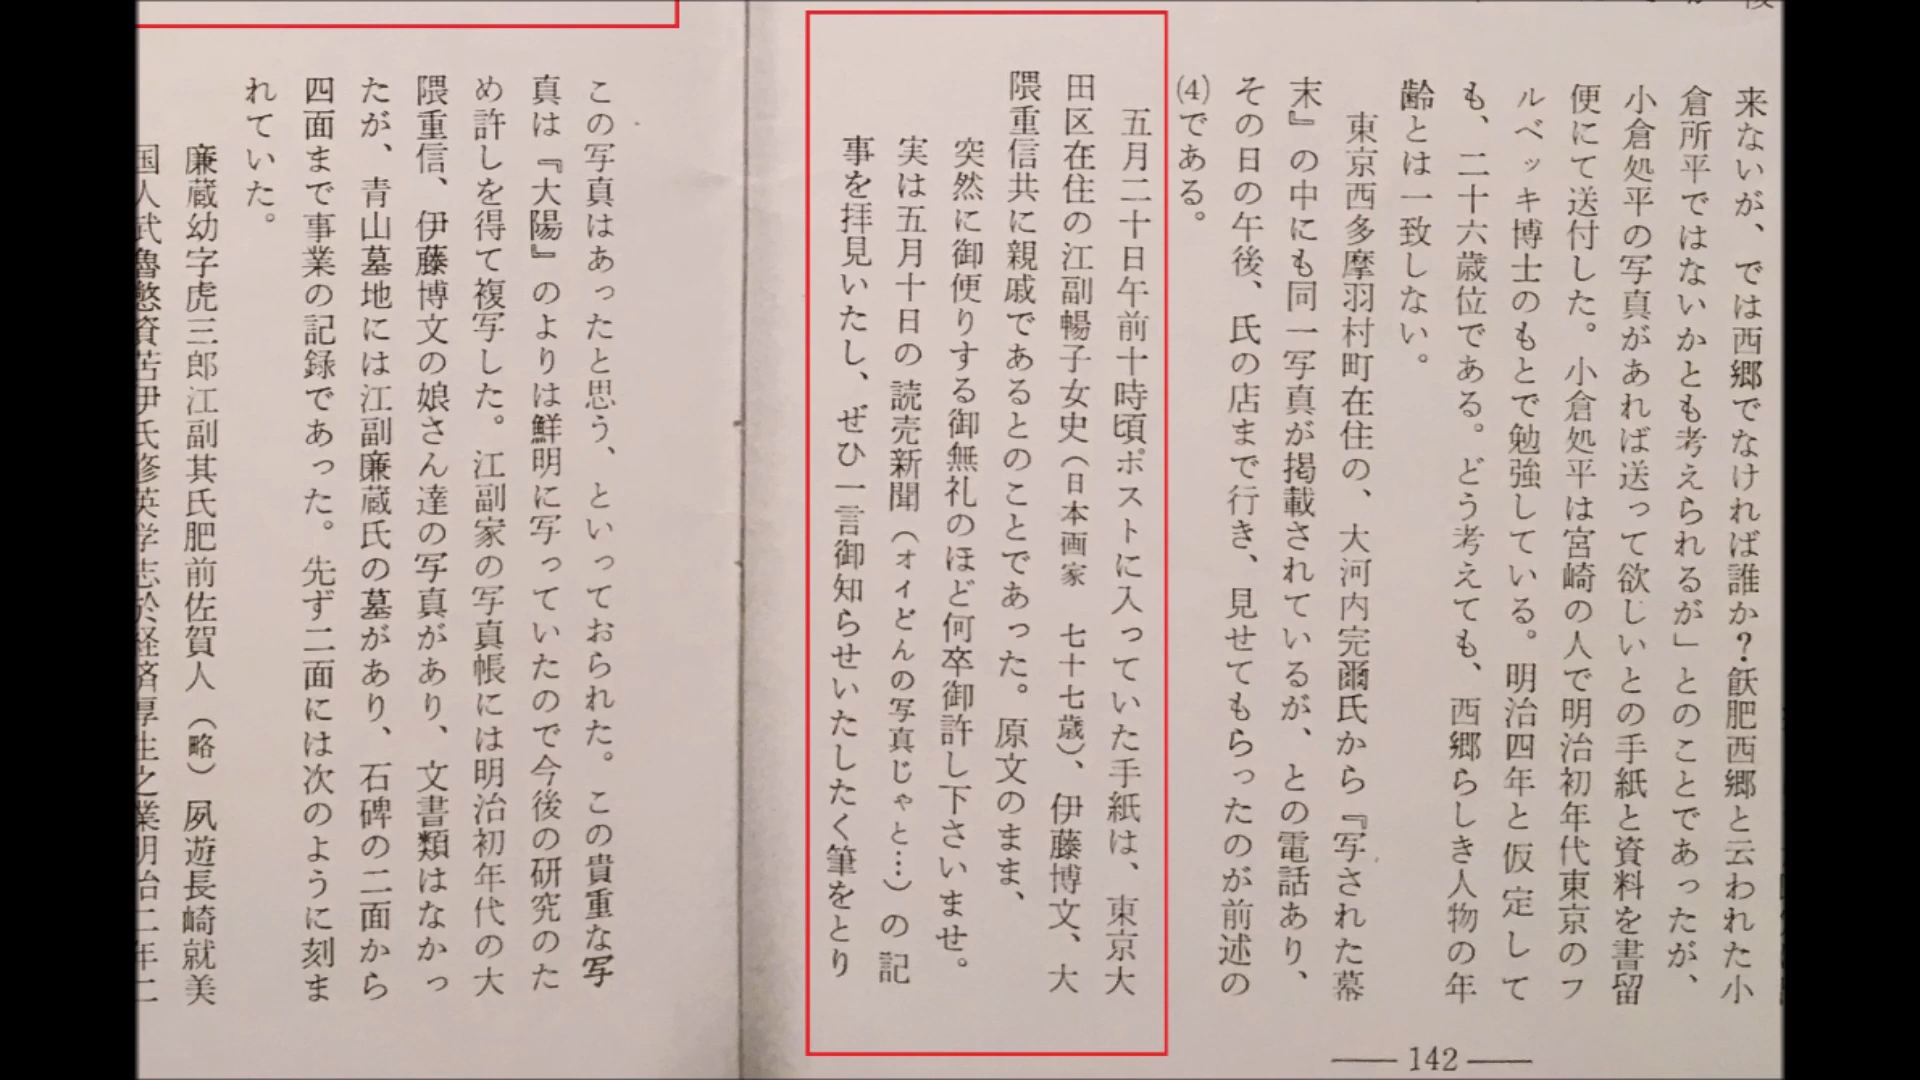 来ないが、では西郷でなければ誰か？飫肥西郷と云われた小
倉所平ではないかとも考えられるが」とのことであったが、
小倉処平の写真があれば送って欲しいとの手紙と資料を書留
便にて送付した。小倉処平は宮崎の人で明治初年代東京のフ
ルベッキ博士のもとで勉強している。明治四年と仮定して
も、二十六歳位である。どう考えても、西郷らしき人物の年
齢とは一致しない。
東京西多摩羽村町在住の、大河内完爾氏から『写された幕
末』の中にも同一写真が掲載されているが、との電話あり、
その日の午後、氏の店まで行き、見せてもらったのが前述の
(4)である。
五月二十日午前十時頃ポストに入っていた手紙は、東京大
田区在住の江副暢子女史（日本画家　七十七歳）、伊藤博文、大
隈重信共に親戚であるとのことであった。原文のまま、
突然に御便りする御無礼のほど何卒御許し下さいませ。
実は五月十日の読売新聞（オイどんの写真じゃと…）の記
事を拝見いたし、ぜひ一言御知らせいたしたく筆をとり
― 142 ―
この写真はあったと思う、といっておられた。この貴重な写
真は『大陽』のよりは鮮明に写っていたので今後の研究のた
め許しを得て複写した。江副家の写真帳には明治初年代の大
隈重信、伊藤博文の娘さん達の写真があり、文書類はなかっ
たが、青山墓地には江副廉蔵氏の墓があり、石碑の二面から
四面まで事業の記録であった。先ず二面には次のように刻ま
れていた。
廉蔵幼字虎三郎江副其氏肥前佐賀人（略）夙遊長崎就美
国人